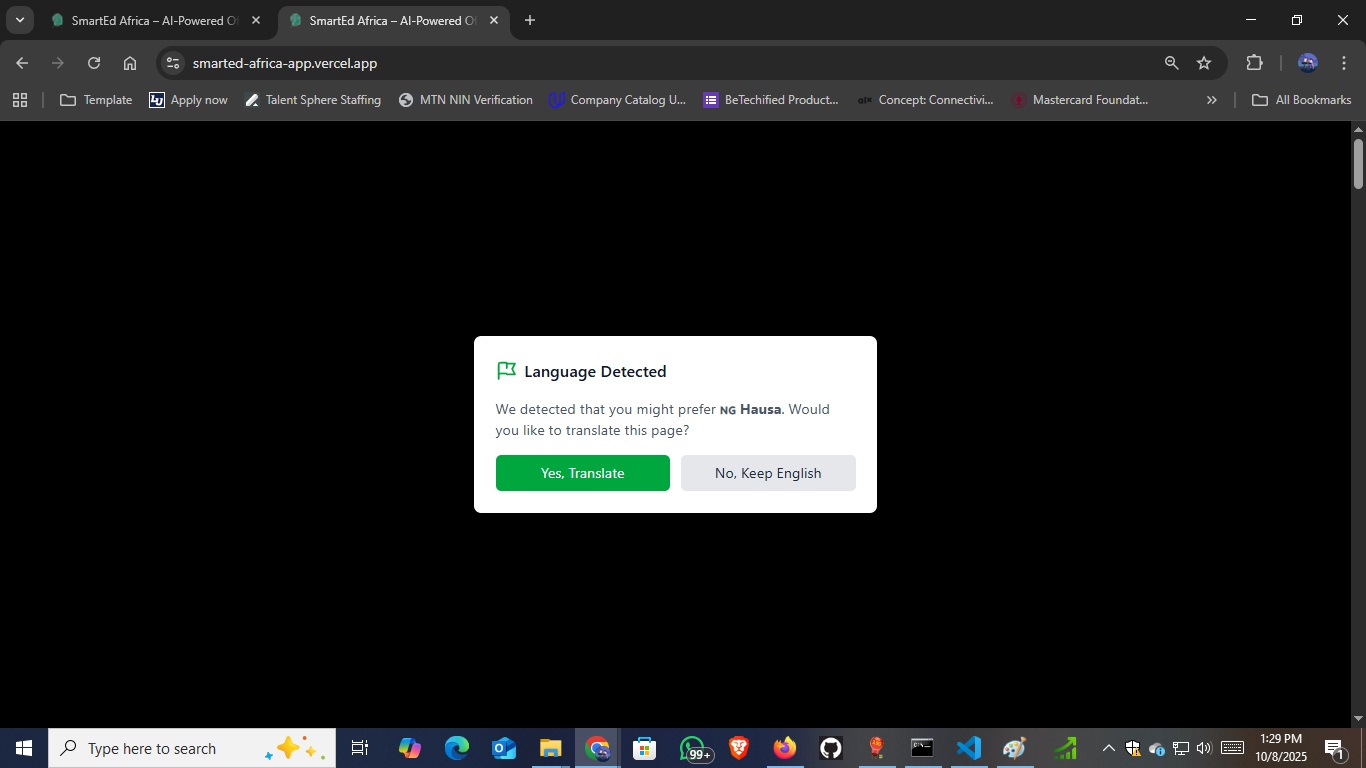 SmartEd Africa – AI-Powered O
SmartEd Africa – AI-Powered O
smarted-africa-app.vercel.app
Template
Apply now
Talent Sphere Staffing
MTN NIN Verification
Company Catalog U...
BeTechified Product...
Concept: Connectivi...
Mastercard Foundat...
All Bookmarks
Language Detected
We detected that you might prefer NG Hausa. Would
you like to translate this page?
Yes, Translate
No, Keep English
Type here to search
99+
1:29 PM
10/8/2025
1